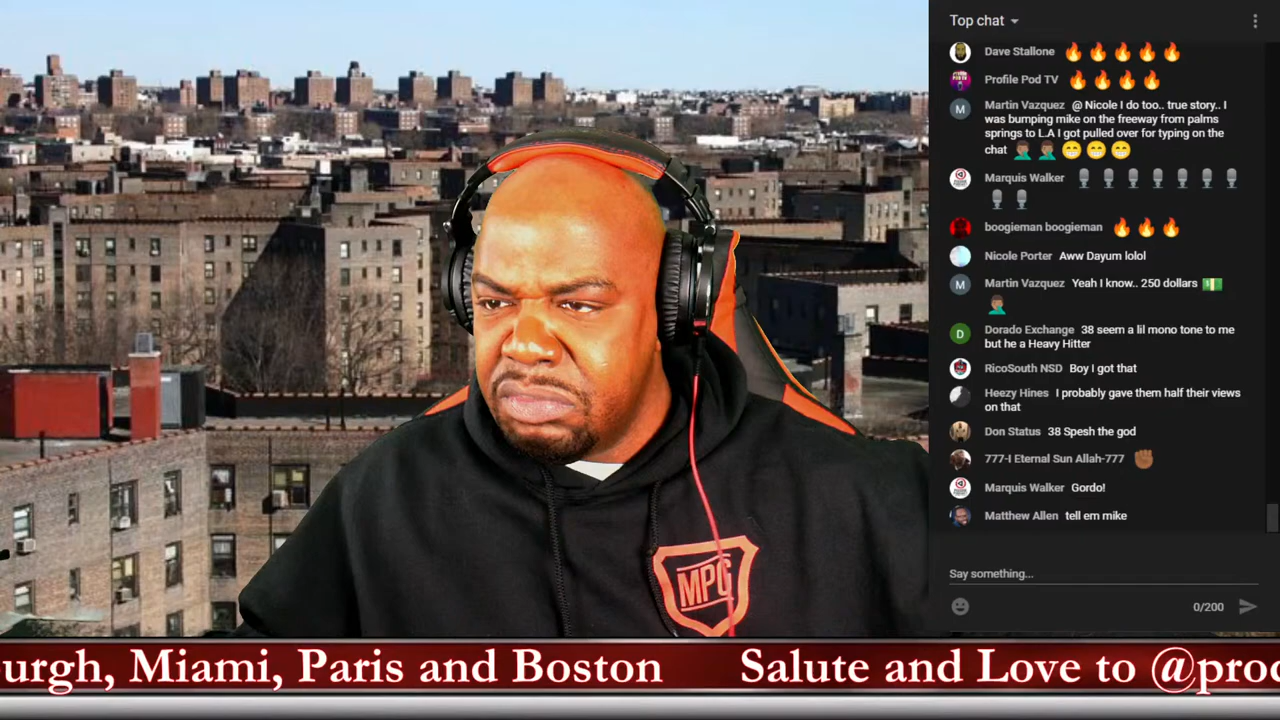 Top chat
Dave Stallone
Profile Pod TV
Martin Vazquez @ Nicole I do too.. true story.. I
was bumping mike on the freeway from palms
springs to L.A I got pulled over for typing on the
chat
Marquis Walker
boogieman boogieman
Nicole Porter Aww Dayum lolol
Martin Vazquez Yeah I know.. 250 dollars
Dorado Exchange 38 seem a lil mono tone to me
but he a Heavy Hitter
RicoSouth NSD Boy I got that
Heezy Hines I probably gave them half their views
on that
Don Status 38 Spesh the god
777-I Eternal Sun Allah-777
Marquis Walker Gordo!
Matthew Allen tell em mike
Say something...
0/200
MPC
urgh, Miami, Paris and Boston Salute and Love to @prod